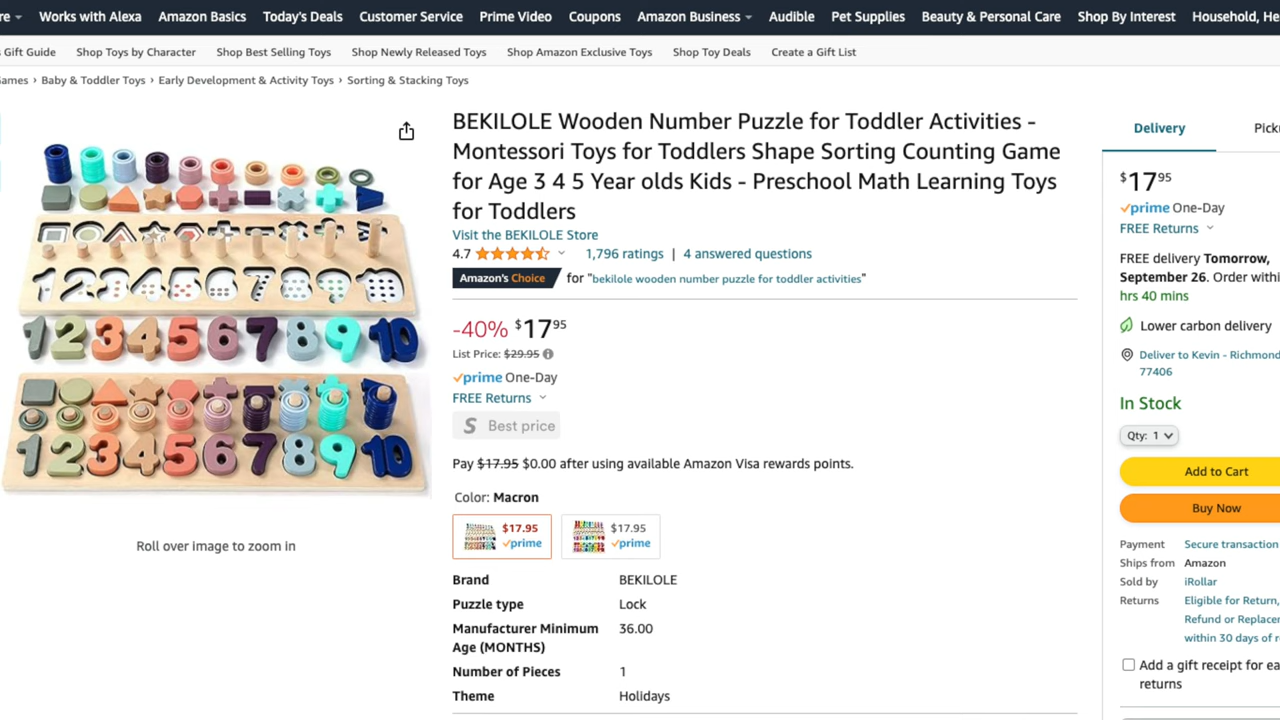 re Works with Alexa Amazon Basics Today's Deals Customer Service Prime Video Coupons Amazon Business Audible Pet Supplies Beauty & Personal Care Shop By Interest Household, He
Gift Guide Shop Toys by Character Shop Best Selling Toys Shop Newly Released Toys Shop Amazon Exclusive Toys Shop Toy Deals Create a Gift List
Games › Baby & Toddler Toys › Early Development & Activity Toys › Sorting & Stacking Toys
1 2 3 4 5 6 7 8 9 10
1 2 3 4 5 6 7 8 9 10
1 2 3 4 5 6 7 8 9 10
Roll over image to zoom in
BEKILOLE Wooden Number Puzzle for Toddler Activities -
Montessori Toys for Toddlers Shape Sorting Counting Game
for Age 3 4 5 Year olds Kids - Preschool Math Learning Toys
for Toddlers
Visit the BEKILOLE Store
4.7 1,796 ratings | 4 answered questions
Amazon's Choice for "bekilole wooden number puzzle for toddler activities"
-40% $17 95
List Price: $29.95
prime One-Day
FREE Returns
S Best price
Pay $17.95 $0.00 after using available Amazon Visa rewards points.
Color: Macron
$17.95 $17.95
prime prime
Brand BEKILOLE
Puzzle type Lock
Manufacturer Minimum 36.00
Age (MONTHS)
Number of Pieces 1
Theme Holidays
Delivery Pick
$17 95
prime One-Day
FREE Returns
FREE delivery Tomorrow,
September 26. Order withi
hrs 40 mins
Lower carbon delivery
Deliver to Kevin - Richmond
77406
In Stock
Qty: 1
Add to Cart
Buy Now
Payment Secure transaction
Ships from Amazon
Sold by iRollar
Returns Eligible for Return,
Refund or Replacer
within 30 days of r
Add a gift receipt for ea
returns